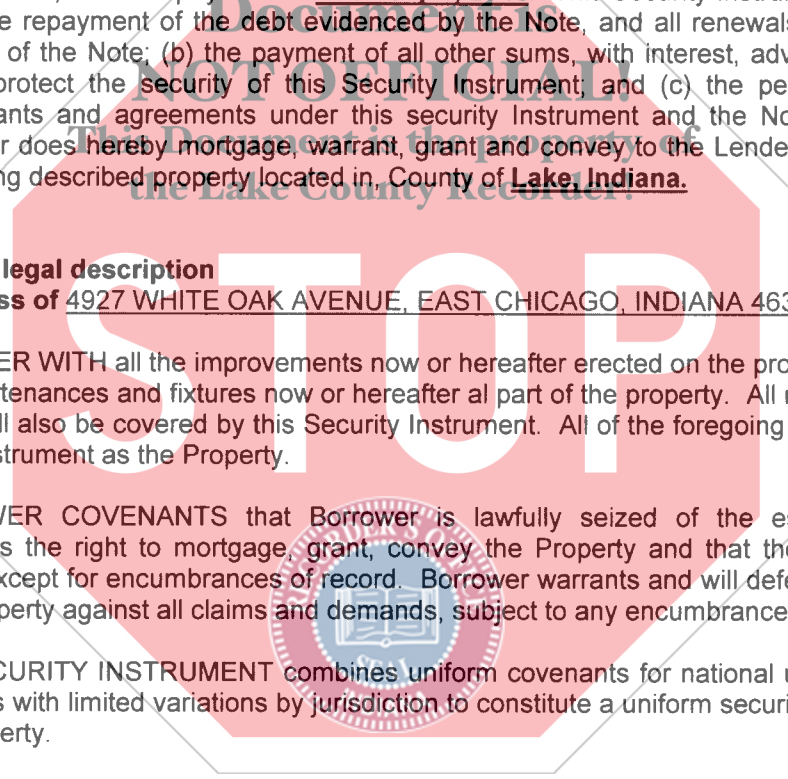 Document is
e repayment of the debt evidenced by the Note, and all renewals
of the Note; (b) the payment of all other sums, with interest, adv
NOT OFFICIAL!
protect the security of this Security Instrument; and (c) the pe
ants and agreements under this security Instrument and the No
This Document is the property of
r does hereby mortgage, warrant, grant and convey to the Lende
ng described property located in, County of Lake, Indiana.
the Lake County Recorder!
STOP
legal description
ss of 4927 WHITE OAK AVENUE, EAST CHICAGO, INDIANA 463
ER WITH all the improvements now or hereafter erected on the pro
tenances and fixtures now or hereafter al part of the property. All r
ll also be covered by this Security Instrument. All of the foregoing
strument as the Property.
WER COVENANTS that Borrower is lawfully seized of the es
s the right to mortgage, grant, convey the Property and that the
xcept for encumbrances of record. Borrower warrants and will defe
perty against all claims and demands, subject to any encumbrance
RECORDER'S OFFICE
SEAL
INDIANA
CURITY INSTRUMENT combines uniform covenants for national u
s with limited variations by jurisdiction to constitute a uniform securi
erty.